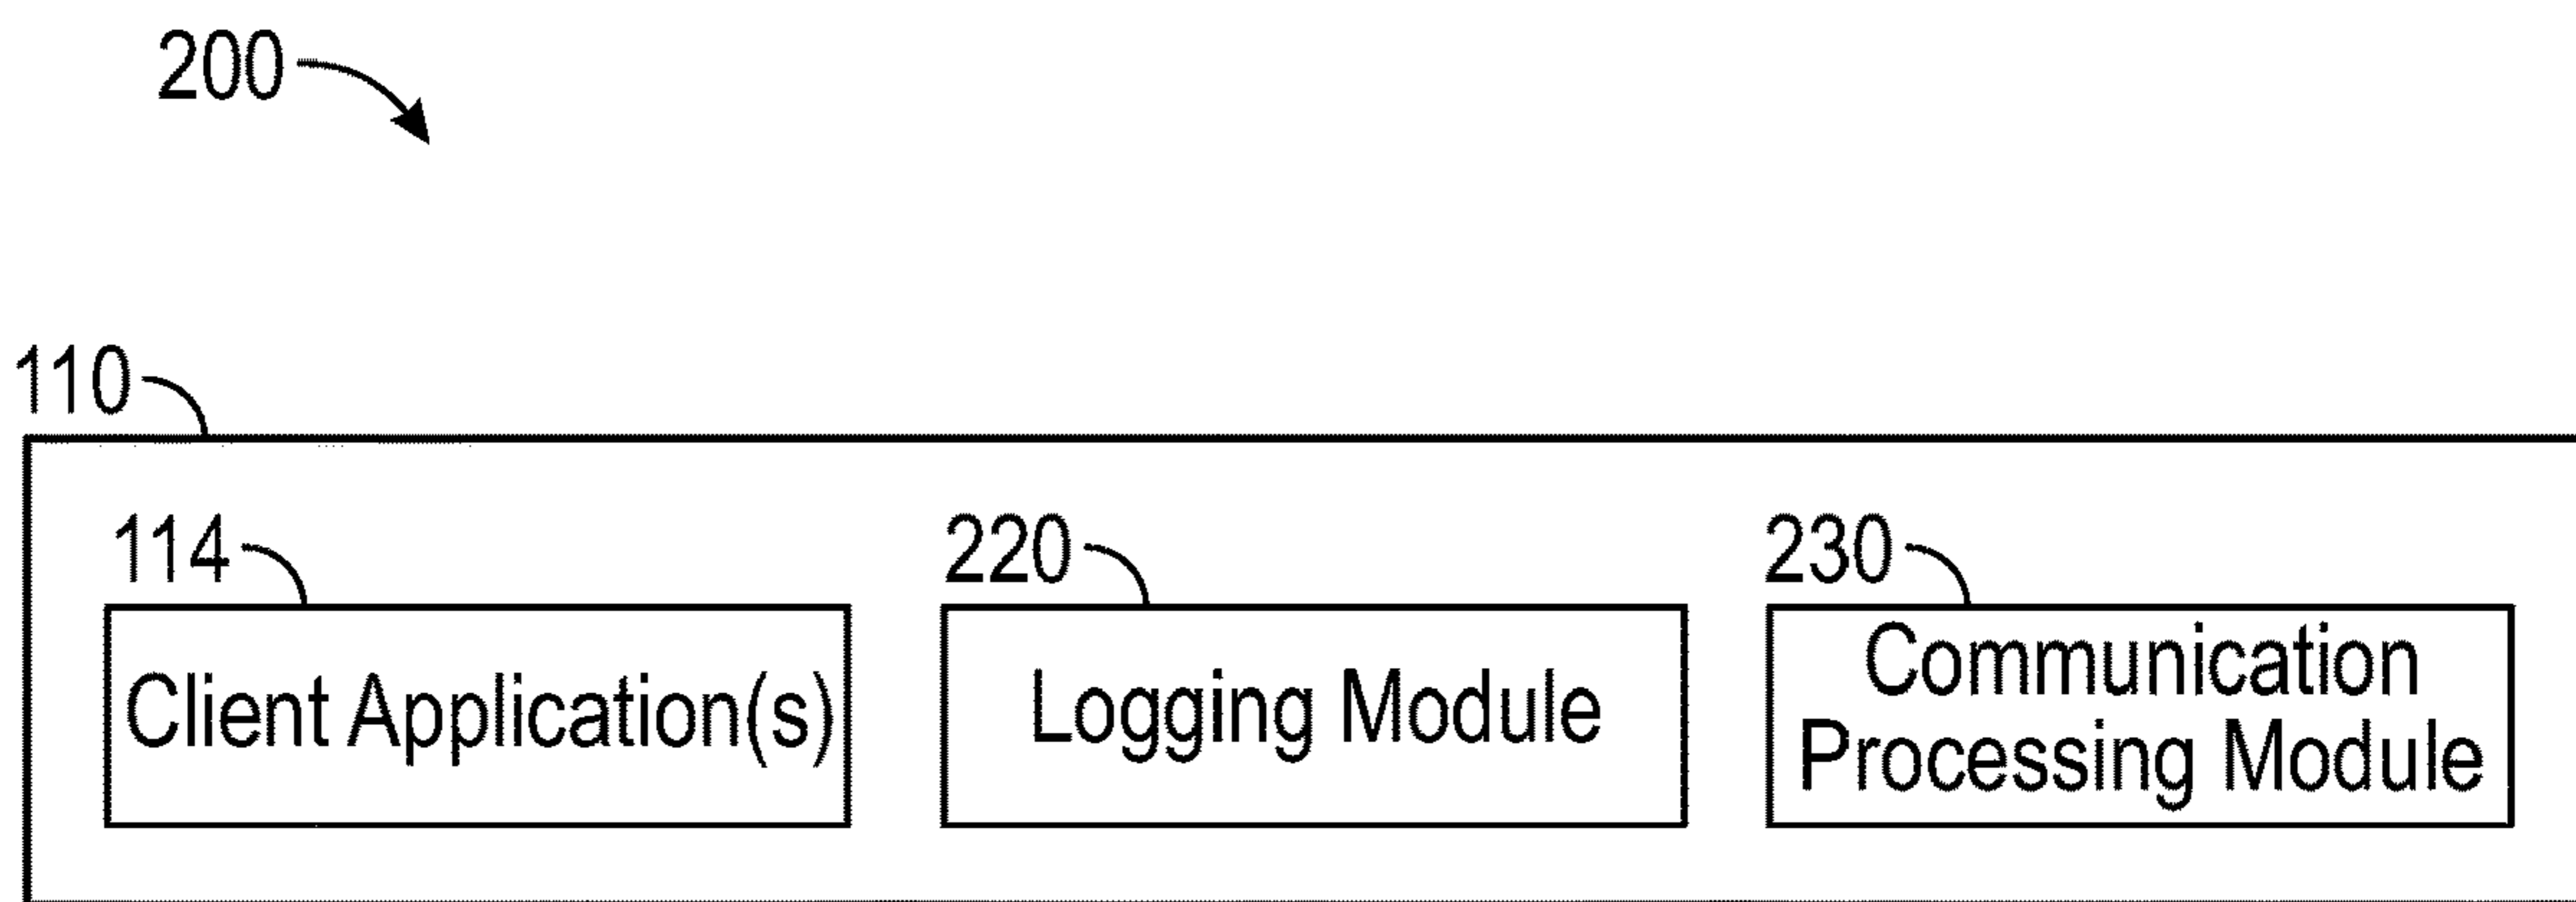 200
110
114
220
230
Client Application(s)
Logging Module
Communication
Processing Module